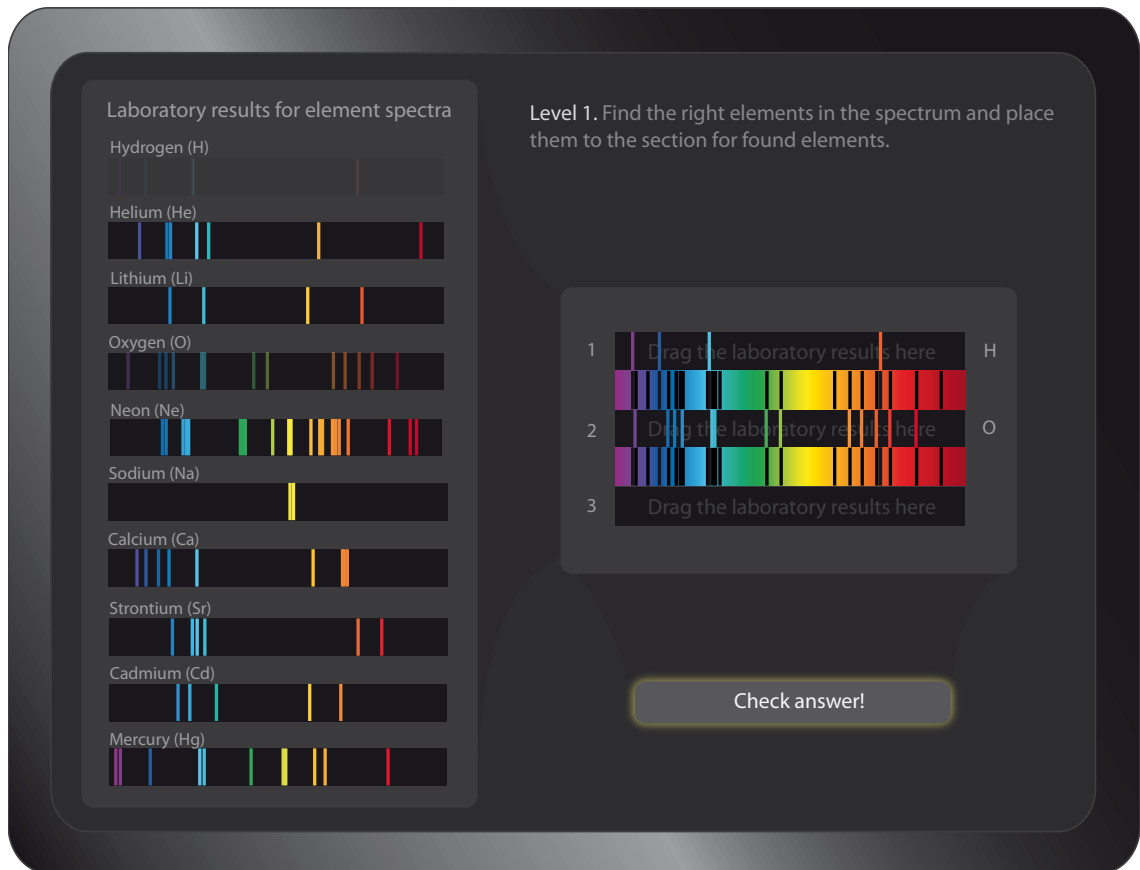 Laboratory results for element spectra
Hydrogen (H)
Helium (He)
Lithium (Li)
Oxygen (O)
Neon (Ne)
Sodium (Na)
Calcium (Ca)
Strontium (Sr)
Cadmium (Cd)
Mercury (Hg)
Level 1. Find the right elements in the spectrum and place
them to the section for found elements.
1 Drag the laboratory results here H
2 Drag the laboratory results here O
3 Drag the laboratory results here
Check answer!